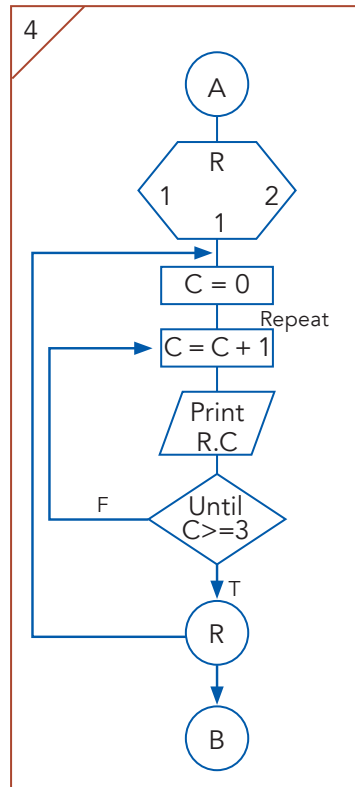 4
A
R
1 2
1
C = 0
Repeat
C = C + 1
Print
R.C
Until
F
C>=3
T
R
B